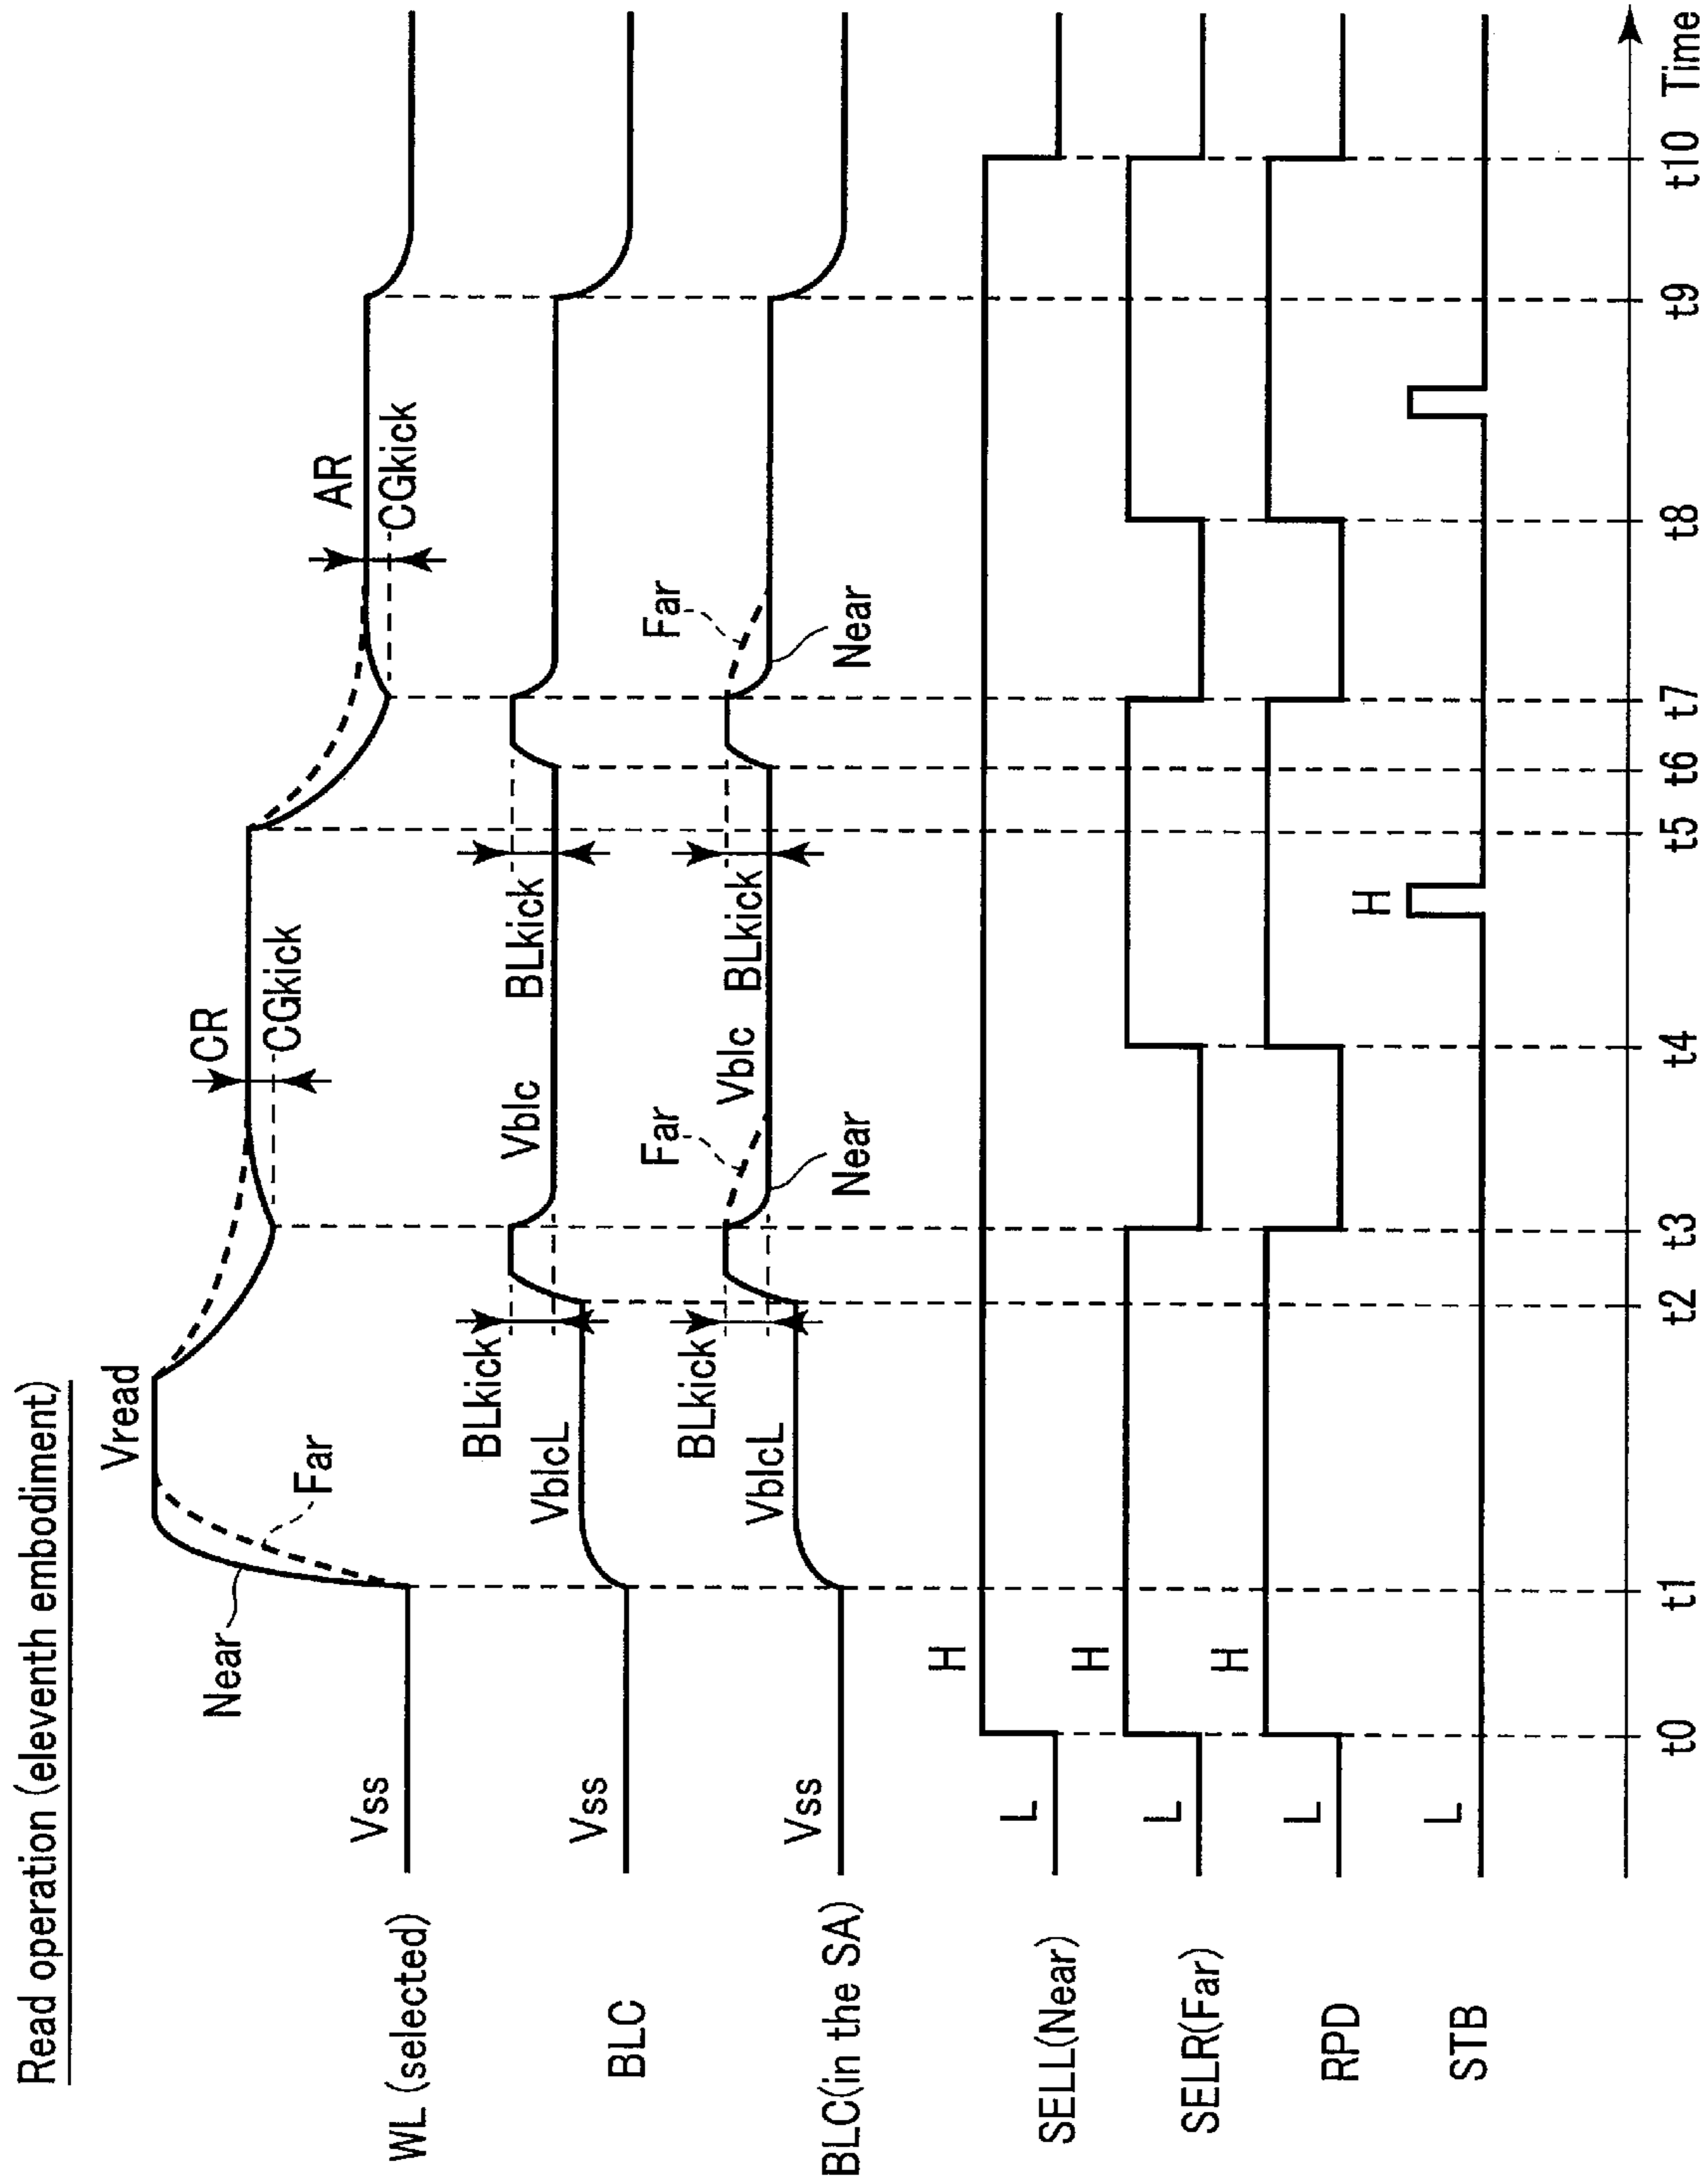 Read operation (eleventh embodiment)
WL (selected)
Vss
Near
Far
Vread
CR
CGkick
AR
CGkick
BLC
Vss
VblcL
BLkick
Vblc
BLkick
BLC(in the SA)
Vss
VblcL
BLkick
Far
Near
Vblc
BLkick
Far
Near
SELL(Near)
L
H
SELR(Far)
L
H
RPD
L
H
STB
L
H
t0 t1 t2 t3 t4 t5 t6 t7 t8 t9 t10 Time